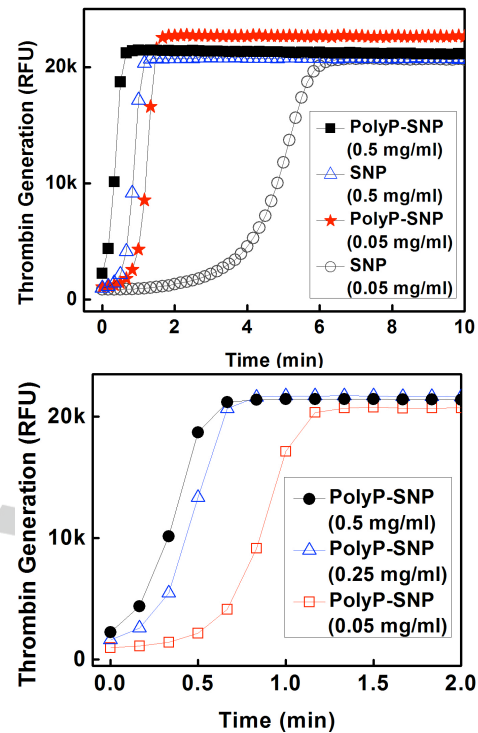 Thrombin Generation (RFU)
20k
10k
0
PolyP-SNP
(0.5 mg/ml)
SNP
(0.5 mg/ml)
PolyP-SNP
(0.05 mg/ml)
SNP
(0.05 mg/ml)
0 2 4 6 8 10
Time (min)
Thrombin Generation (RFU)
20k
10k
0
PolyP-SNP
(0.5 mg/ml)
PolyP-SNP
(0.25 mg/ml)
PolyP-SNP
(0.05 mg/ml)
0.0 0.5 1.0 1.5 2.0
Time (min)